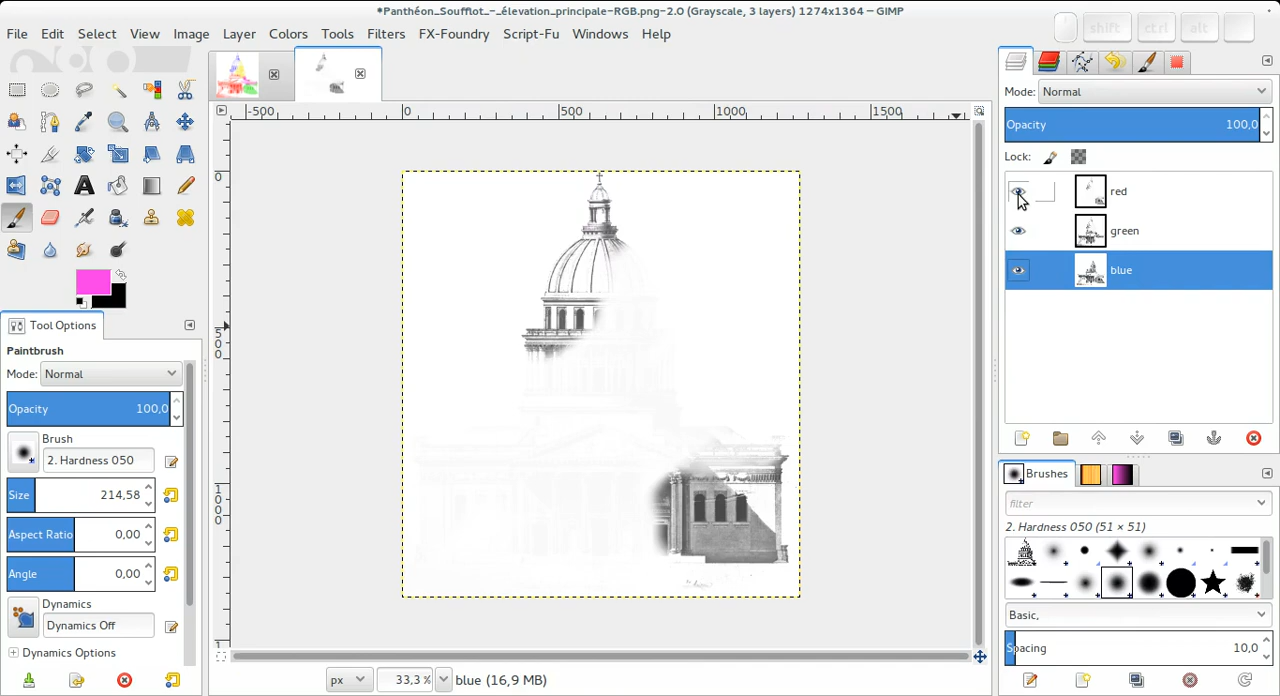 *Panthéon_Soufflot_-_élevation_principale-RGB.png-2.0 (Grayscale, 3 layers) 1274x1364 – GIMP
File Edit Select View Image Layer Colors Tools Filters FX-Foundry Script-Fu Windows Help
shift ctrl alt
Mode: Normal
Opacity 100,0
Lock:
red
green
blue
-500 0 500 1000 1500
0
500
1000
1
Tool Options
Paintbrush
Mode: Normal
Opacity 100,0
Brush
2. Hardness 050
Size 214,58
Aspect Ratio 0,00
Angle 0,00
Dynamics
Dynamics Off
Dynamics Options
Brushes
filter
2. Hardness 050 (51 × 51)
Basic,
Spacing 10,0
px 33,3 % blue (16,9 MB)